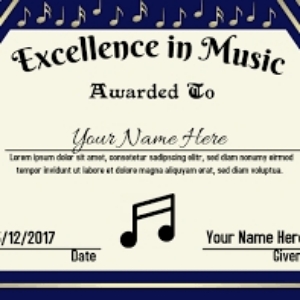 Excellence in Music
Awarded To
Your Name Here
Lorem ipsum dolor sit amet, consetetur sadipscing elitr, sed diam nonumy eirmod
tempor invidunt ut labore et dolore magna aliquyam erat, sed diam voluptua.
/12/2017
Your Name Here
Date
Given